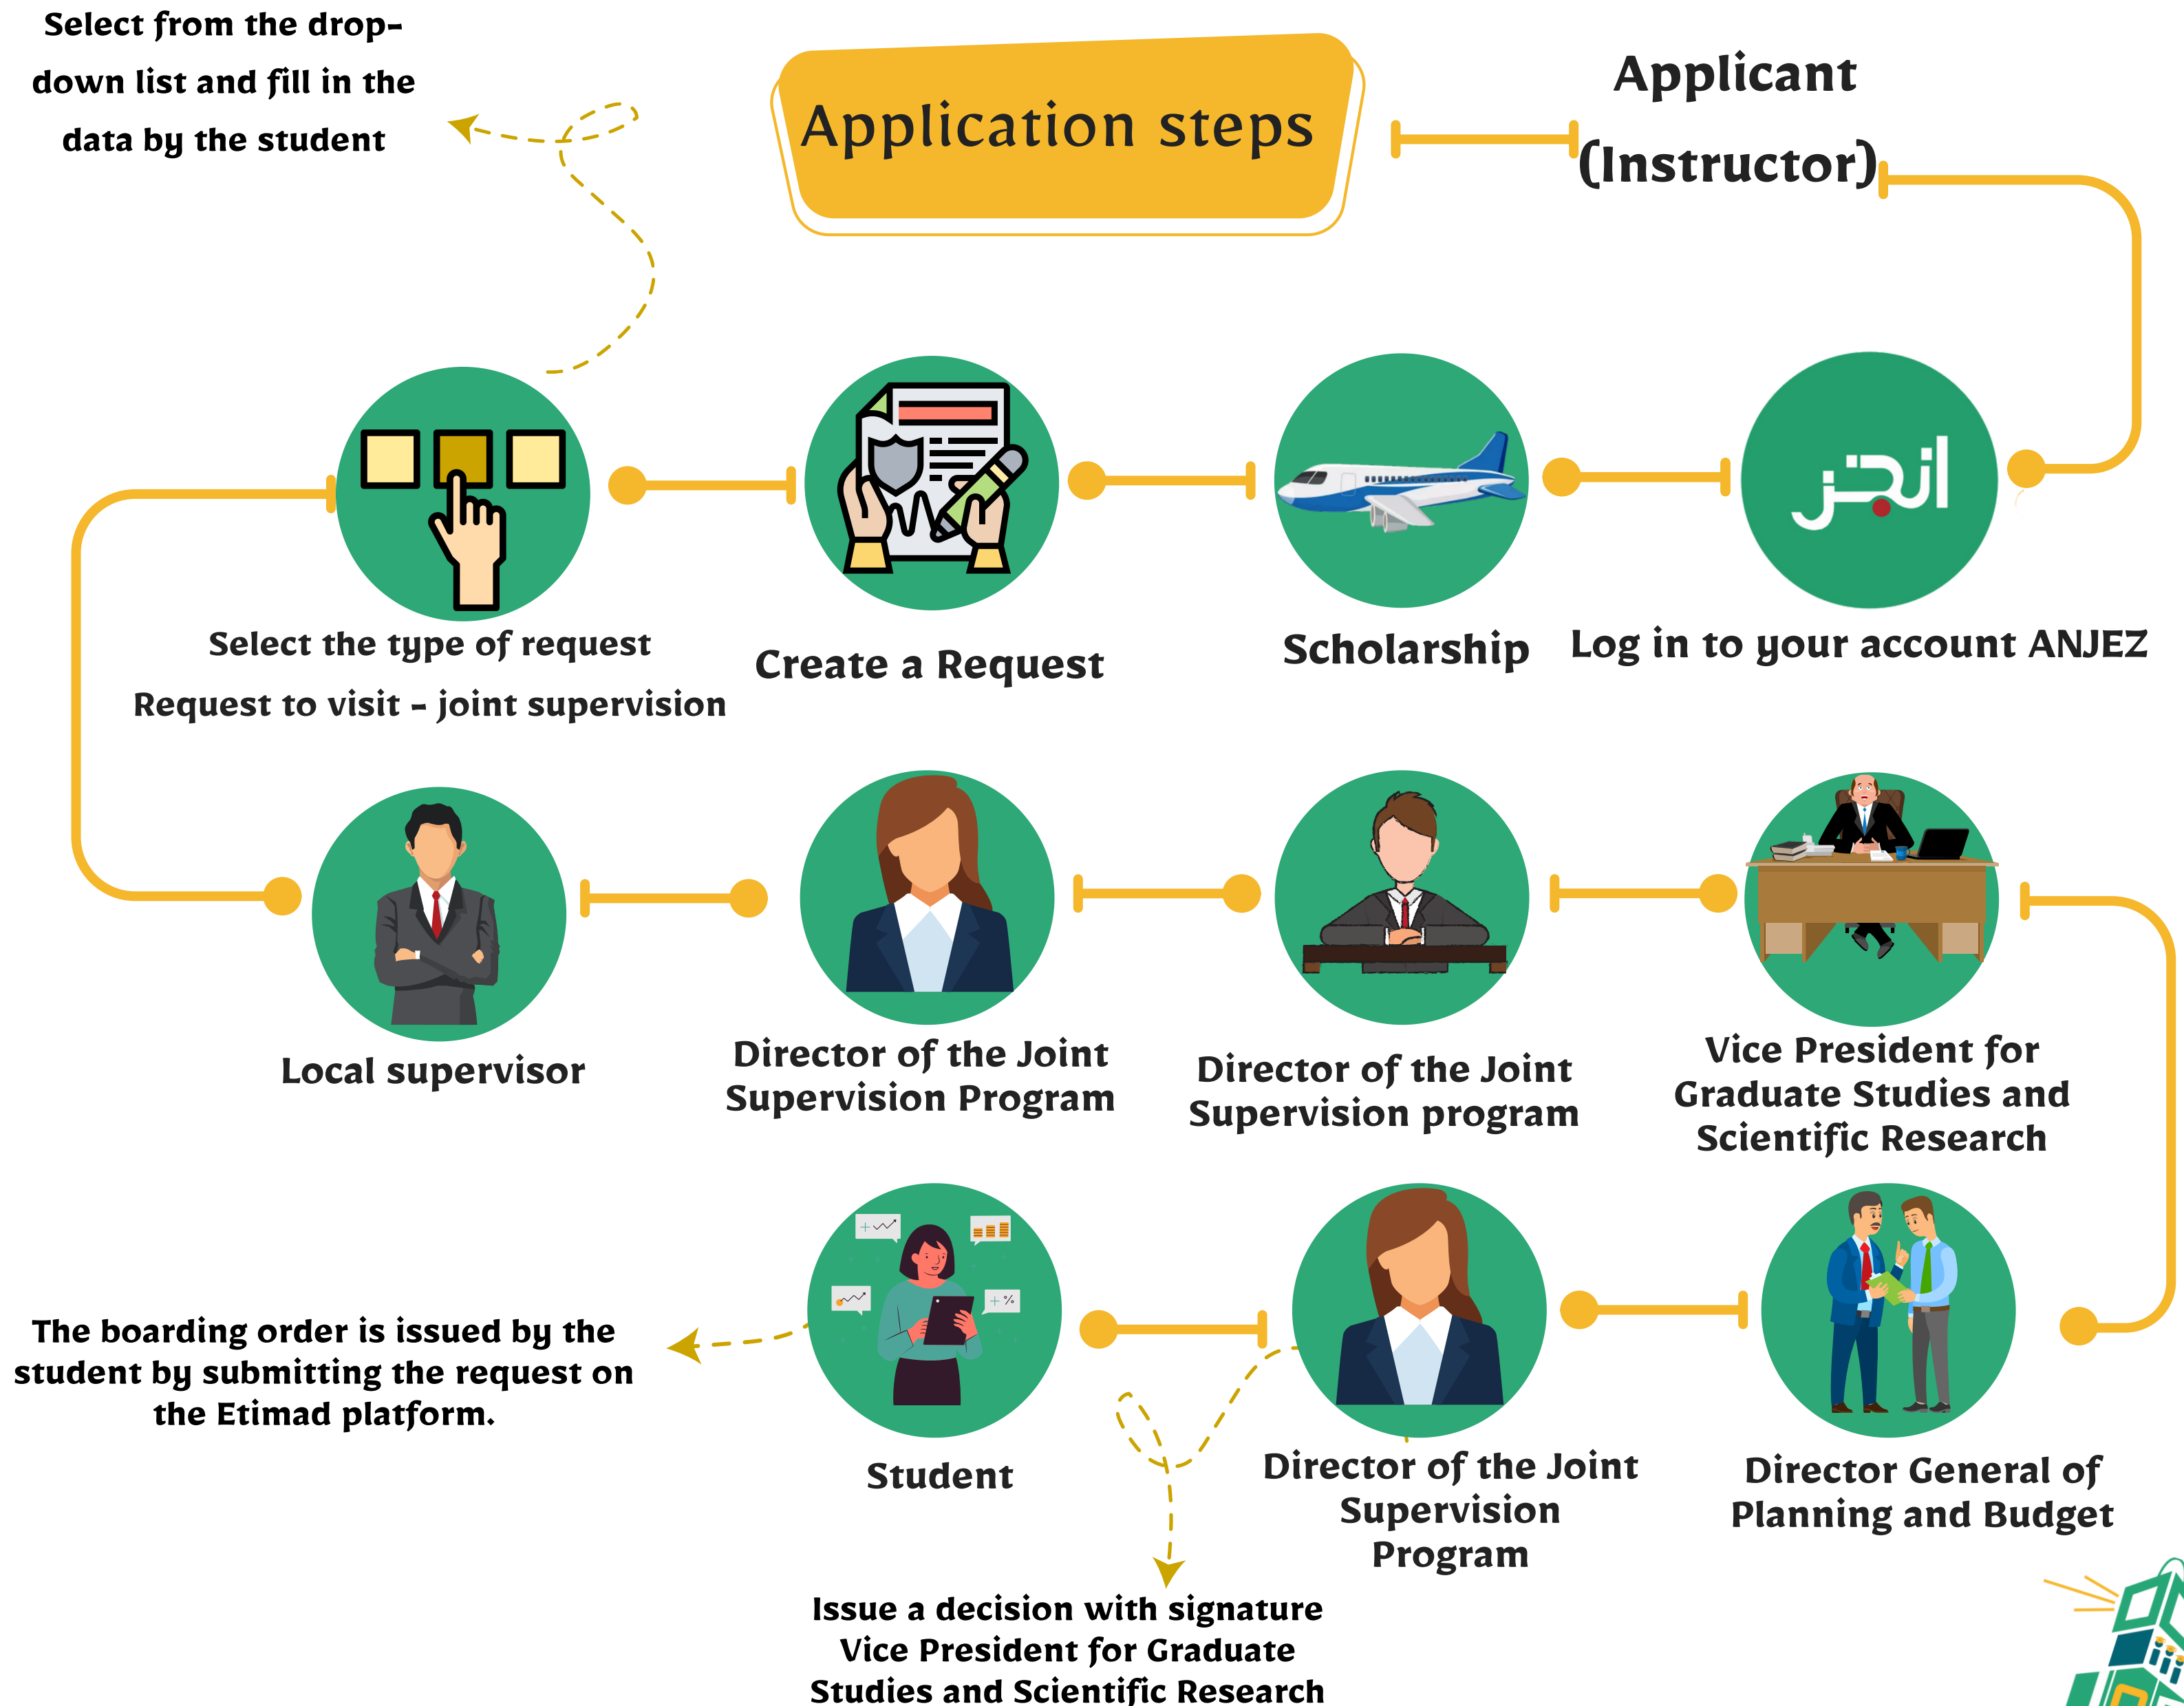 Select from the drop-
down list and fill in the
data by the student
Application steps
Applicant
(Instructor)
انجز
Log in to your account ANJEZ
Scholarship
Create a Request
Select the type of request
Request to visit - joint supervision
Local supervisor
Director of the Joint
Supervision Program
Director of the Joint
Supervision program
Vice President for
Graduate Studies and
Scientific Research
Director General of
Planning and Budget
Director of the Joint
Supervision
Program
Issue a decision with signature
Vice President for Graduate
Studies and Scientific Research
+
+ %
Student
The boarding order is issued by the
student by submitting the request on
the Etimad platform.